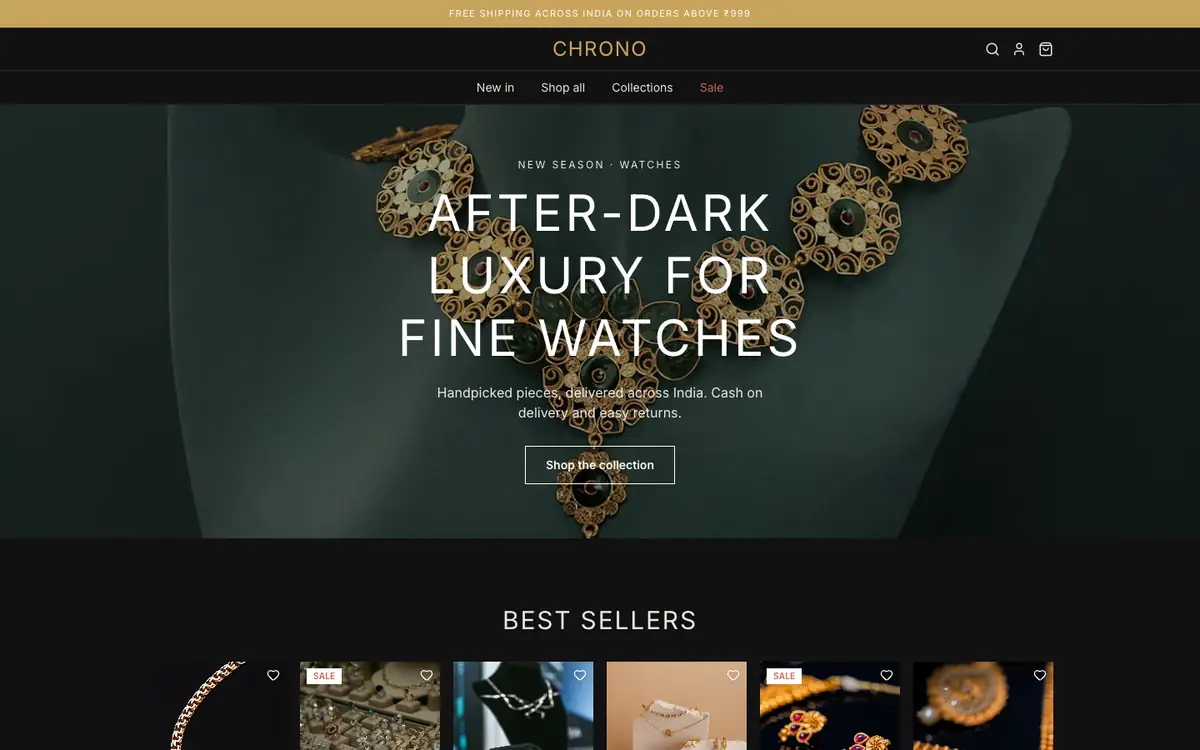 FREE SHIPPING ACROSS INDIA ON ORDERS ABOVE ₹999
CHRONO
New in
Shop all
Collections
Sale
NEW SEASON · WATCHES
AFTER-DARK
LUXURY FOR
FINE WATCHES
Handpicked pieces, delivered across India. Cash on
delivery and easy returns.
Shop the collection
BEST SELLERS
SALE
SALE